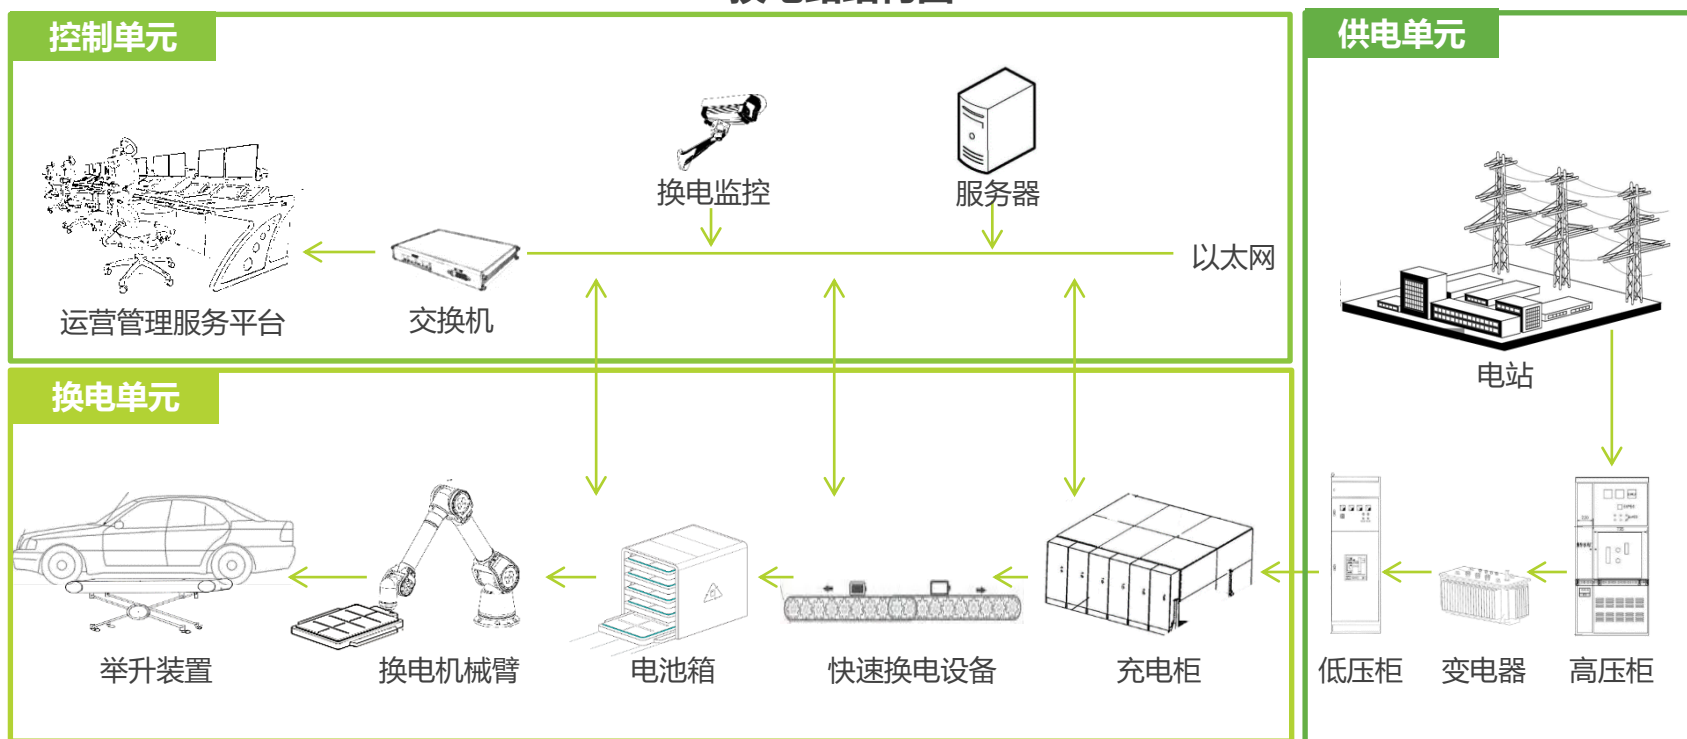 控制单元
供电单元
换电监控
服务器
以太网
运营管理服务平台
交换机
电站
换电单元
举升装置
换电机械臂
电池箱
快速换电设备
充电柜
低压柜
变电器
高压柜